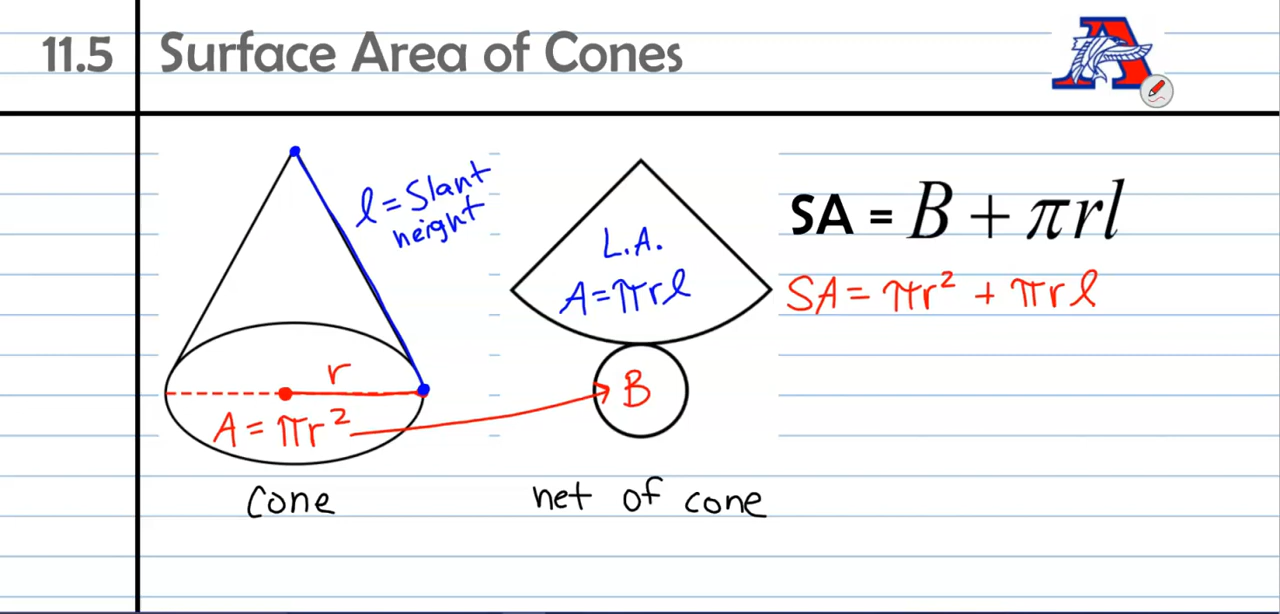 11.5 Surface Area of Cones
A
l = Slant
height
r
A = πr²
cone
L.A.
A = πrl
B
net of cone
SA = B + πrl
SA = πr² + πrl